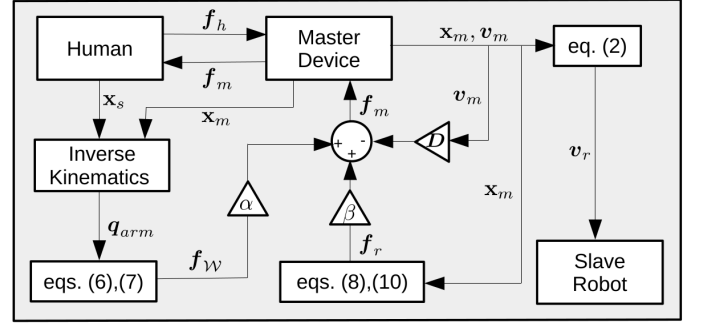 Human
f_h
Master
Device
x_m, v_m
eq. (2)
f_m
x_s
x_m
f_m
v_m
Inverse
Kinematics
+
+
-
D
v_r
x_m
α
β
q_arm
f_W
f_r
eqs. (6),(7)
eqs. (8),(10)
Slave
Robot